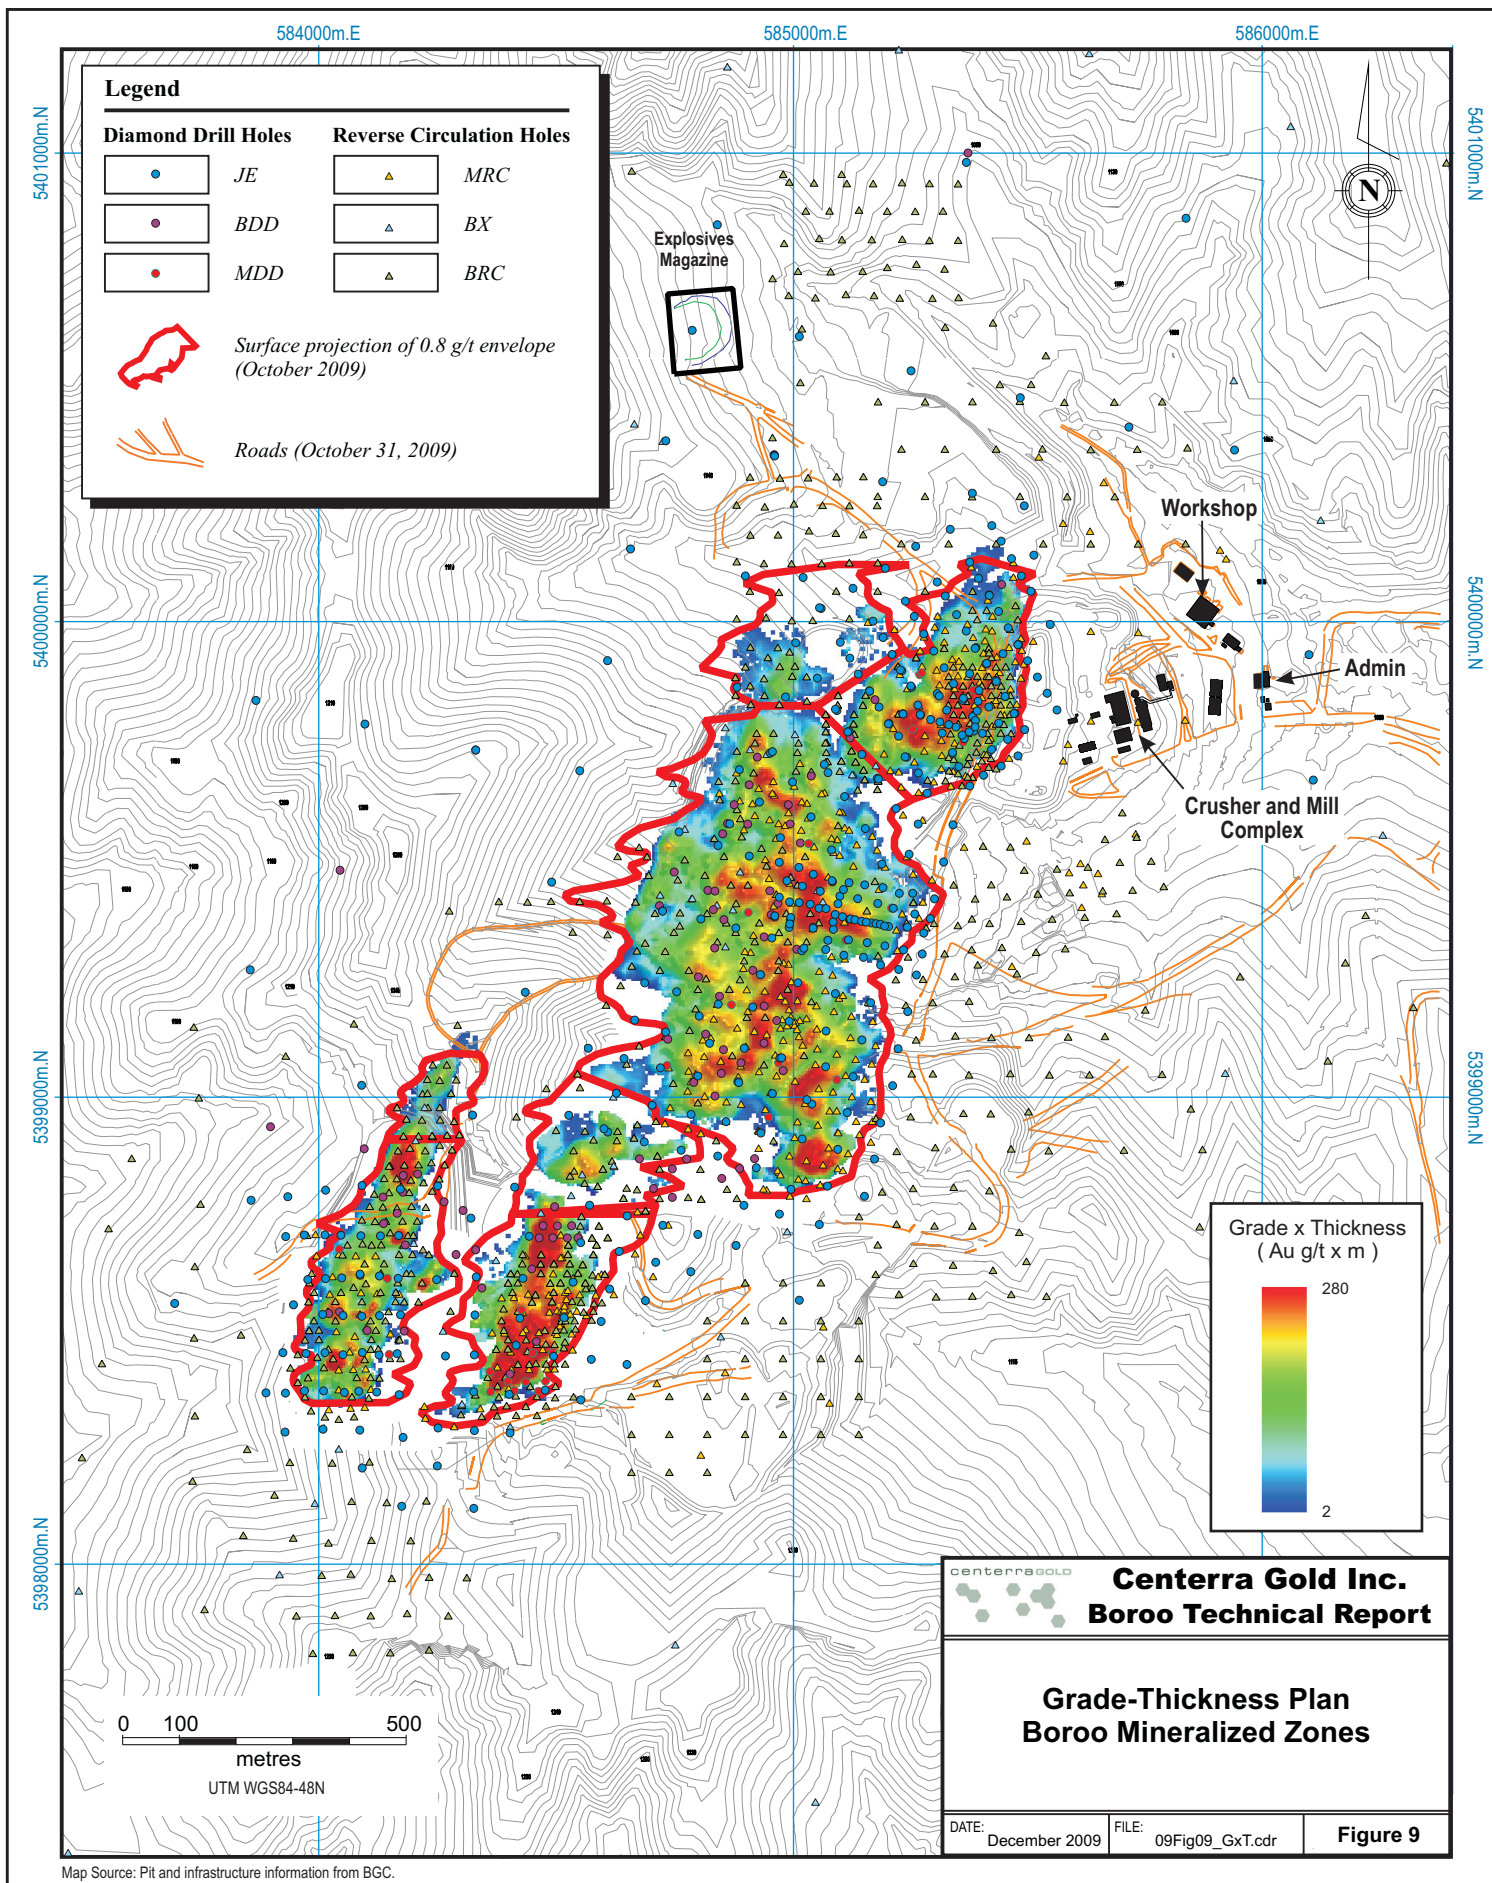 584000m.E
585000m.E
586000m.E
5401000m.N
5401000m.N
5400000m.N
5400000m.N
5399000m.N
5399000m.N
5398000m.N
Legend
Diamond Drill Holes
Reverse Circulation Holes
JE
MRC
BDD
BX
MDD
BRC
Surface projection of 0.8 g/t envelope
(October 2009)
Roads (October 31, 2009)
N
Explosives
Magazine
Workshop
Admin
Crusher and Mill
Complex
Grade x Thickness
( Au g/t x m )
280
2
0
100
500
metres
UTM WGS84-48N
centerraGOLD
Centerra Gold Inc.
Boroo Technical Report
Grade-Thickness Plan
Boroo Mineralized Zones
DATE:
December 2009
FILE:
09Fig09_GxT.cdr
Figure 9
Map Source: Pit and infrastructure information from BGC.